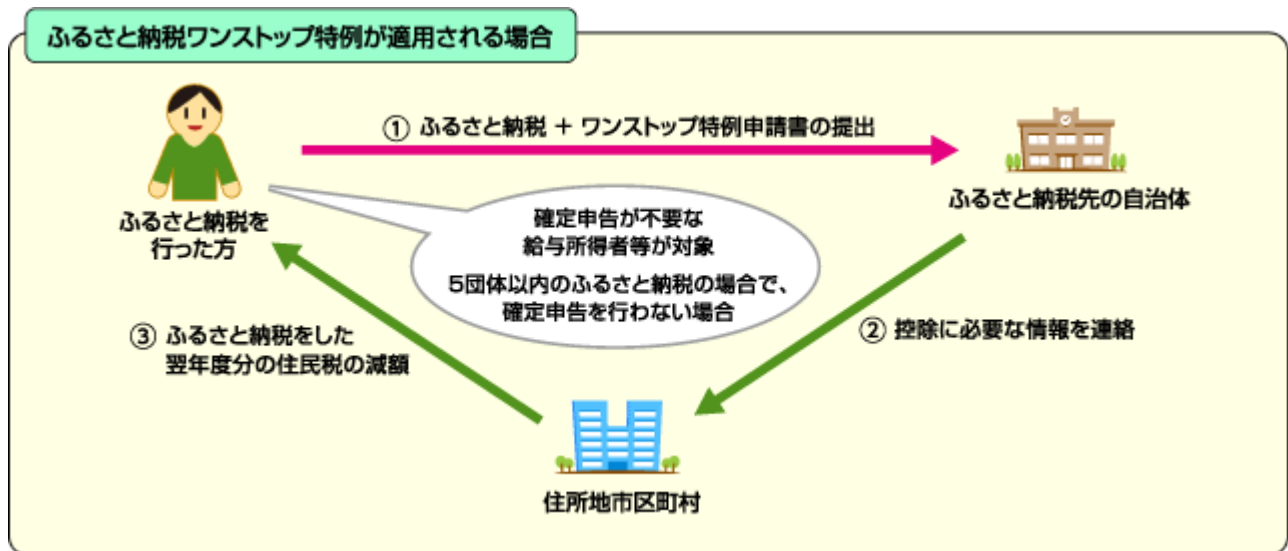 ふるさと納税ワンストップ特例が適用される場合
① ふるさと納税 + ワンストップ特例申請書の提出
ふるさと納税を
行った方
ふるさと納税先の自治体
確定申告が不要な
給与所得者等が対象
5団体以内のふるさと納税の場合で、
確定申告を行わない場合
② 控除に必要な情報を連絡
③ ふるさと納税をした
翌年度分の住民税の減額
住所地市区町村